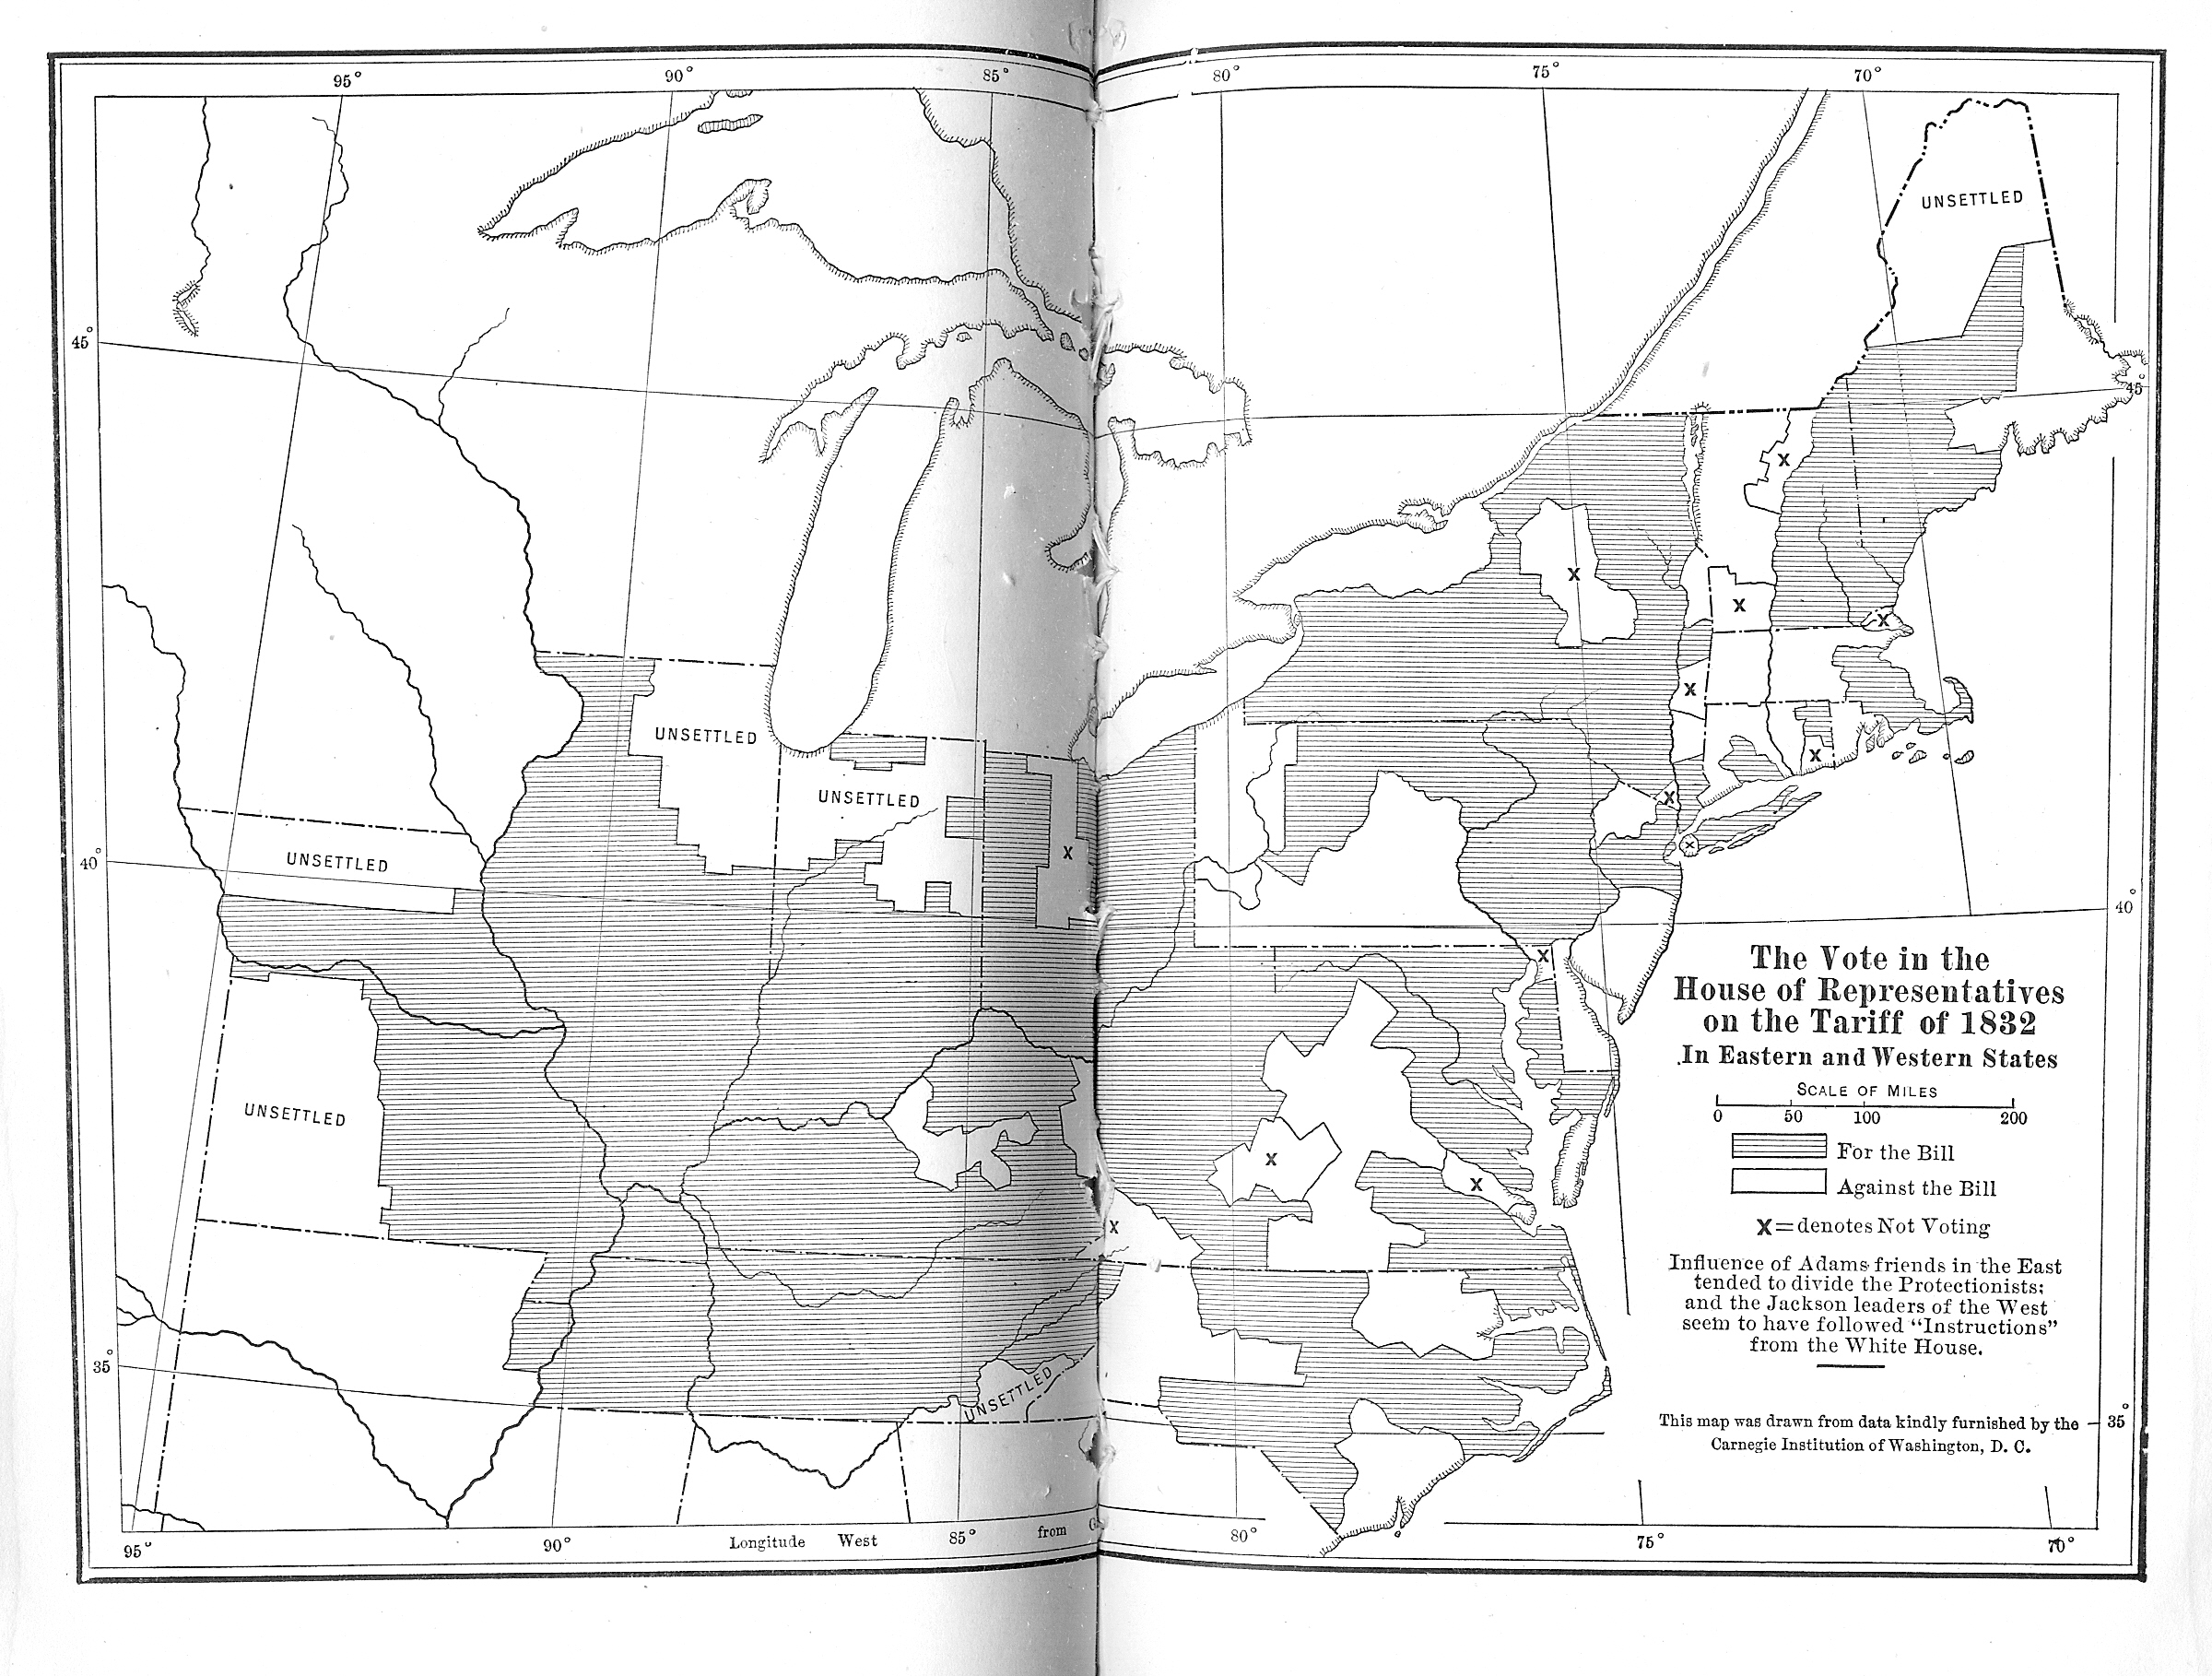 95°
90°
85°
80°
75°
70°
UNSETTLED
45°
45°
UNSETTLED
UNSETTLED
UNSETTLED
40°
40°
UNSETTLED
UNSETTLED
35°
35°
X
X
X
X
X
X
X
X
X
X
X
X
X
The Vote in the
House of Representatives
on the Tariff of 1832
In Eastern and Western States
SCALE OF MILES
0 50 100 200
For the Bill
Against the Bill
X=denotes Not Voting
Influence of Adams friends in the East
tended to divide the Protectionists;
and the Jackson leaders of the West
seem to have followed “Instructions”
from the White House.
This map was drawn from data kindly furnished by the
Carnegie Institution of Washington, D. C.
95°
90°
Longitude West
85°
from
80°
75°
70°